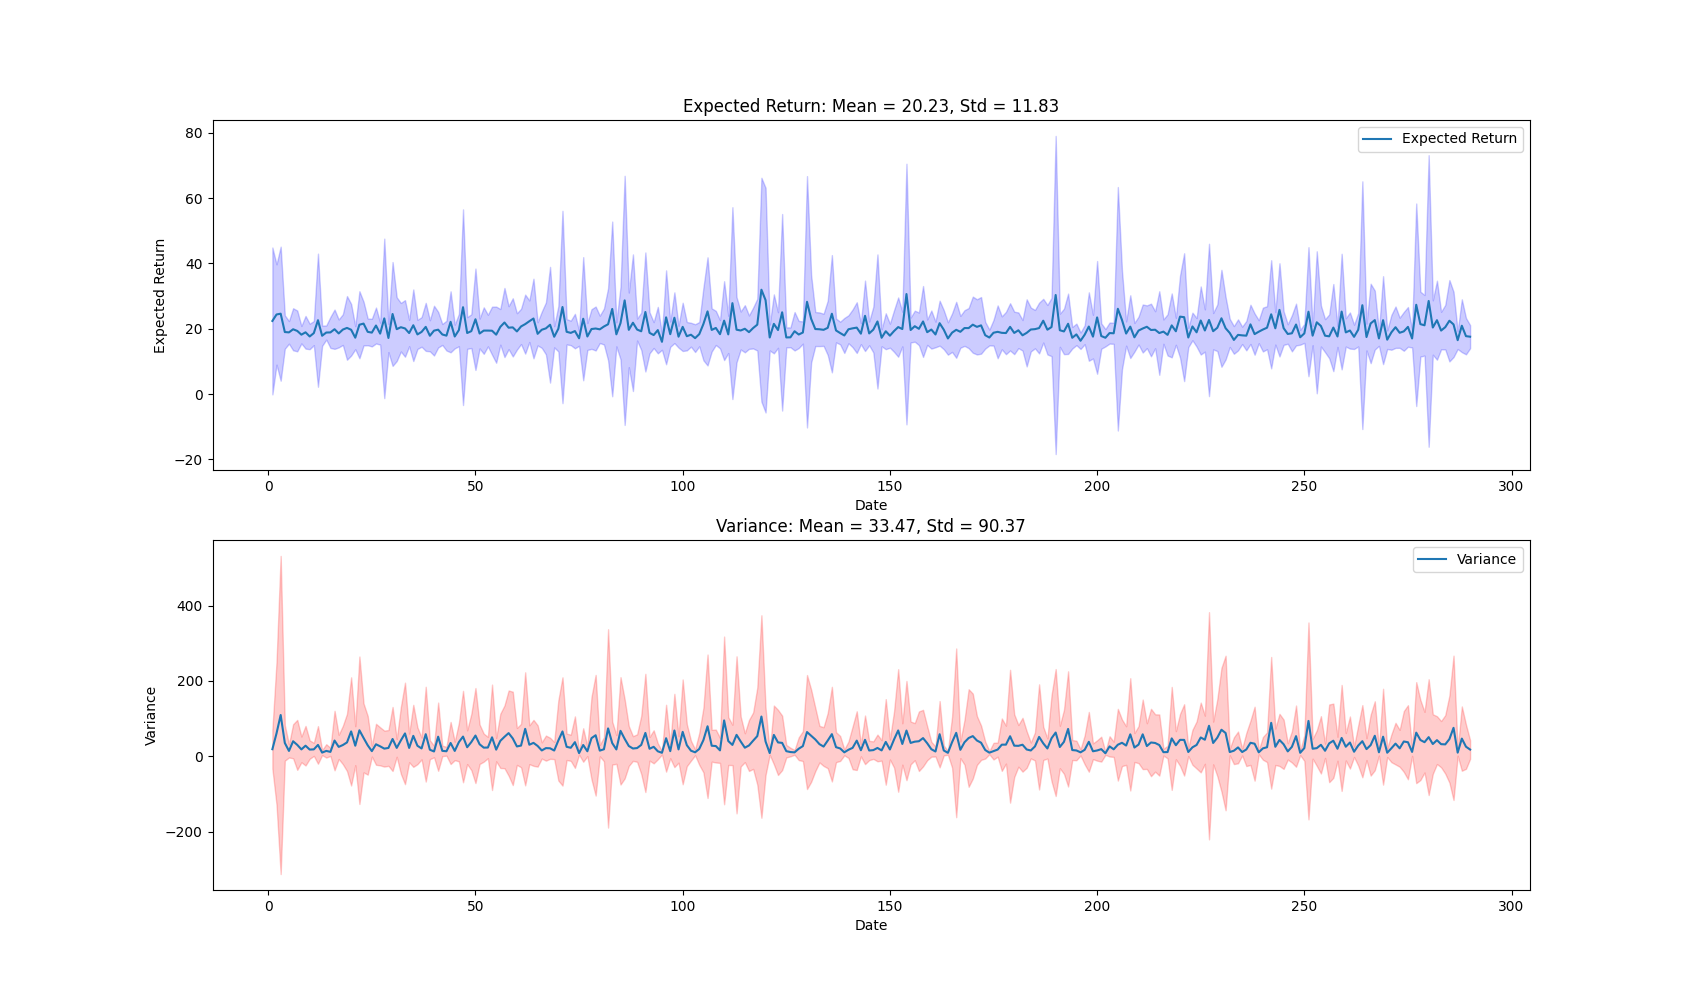 Expected Return: Mean = 20.23, Std = 11.83
Expected Return
80
60
40
20
0
−20
Expected Return
0 50 100 150 200 250 300
Date
Variance: Mean = 33.47, Std = 90.37
Variance
400
200
0
−200
Variance
0 50 100 150 200 250 300
Date